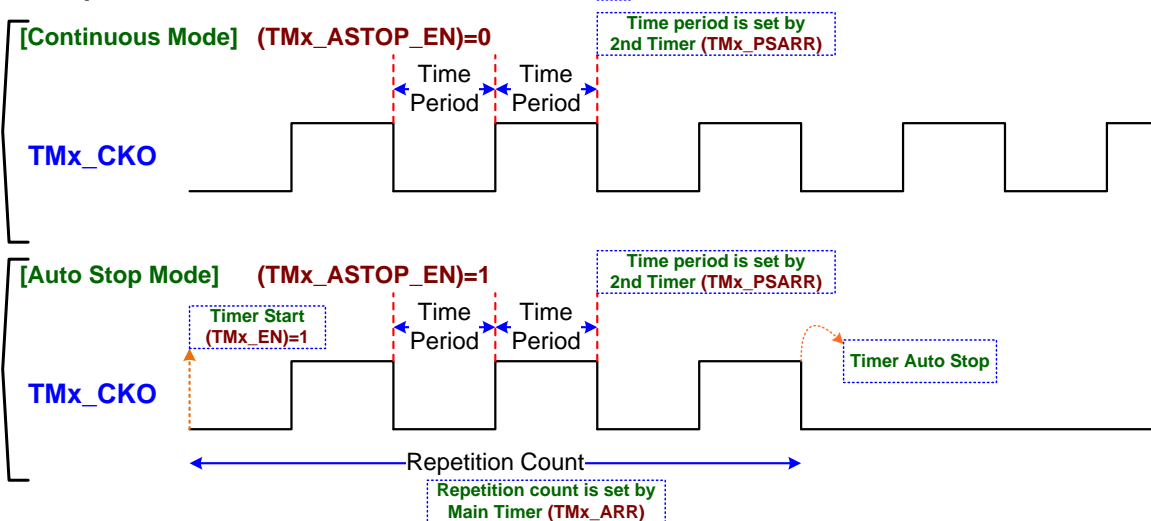 [Continuous Mode] (TMx_ASTOP_EN)=0
Time period is set by
2nd Timer (TMx_PSARR)
Time
Period
Time
Period
TMx_CKO
[Auto Stop Mode] (TMx_ASTOP_EN)=1
Time period is set by
2nd Timer (TMx_PSARR)
Timer Start
(TMx_EN)=1
Time
Period
Time
Period
Timer Auto Stop
TMx_CKO
Repetition Count
Repetition count is set by
Main Timer (TMx_ARR)